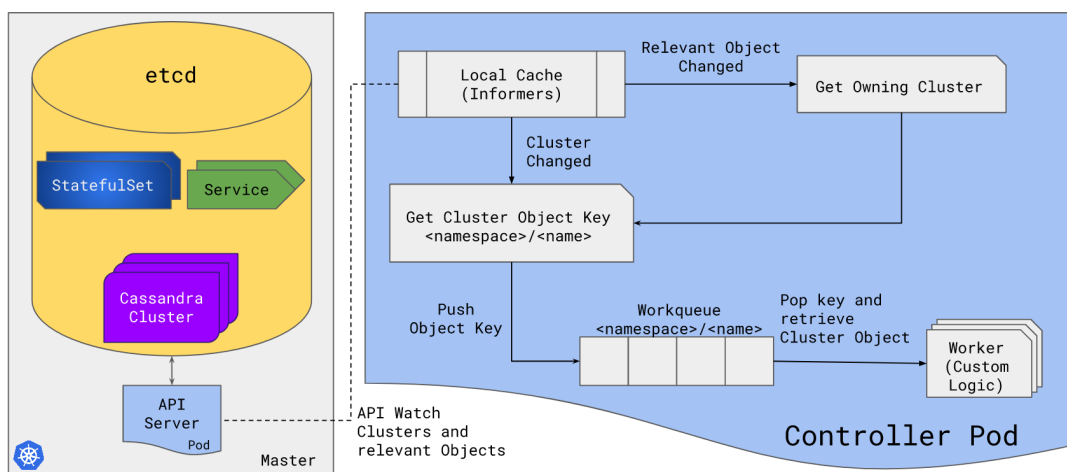 etcd
StatefulSet
Service
Cassandra
Cluster
API
Server
Pod
Master
API Watch
Clusters and
relevant Objects
Local Cache
(Informers)
Relevant Object
Changed
Get Owning Cluster
Cluster
Changed
Get Cluster Object Key
<namespace>/<name>
Push
Object Key
Workqueue
<namespace>/<name>
Pop key and
retrieve
Cluster Object
Worker
(Custom
Logic)
Controller Pod